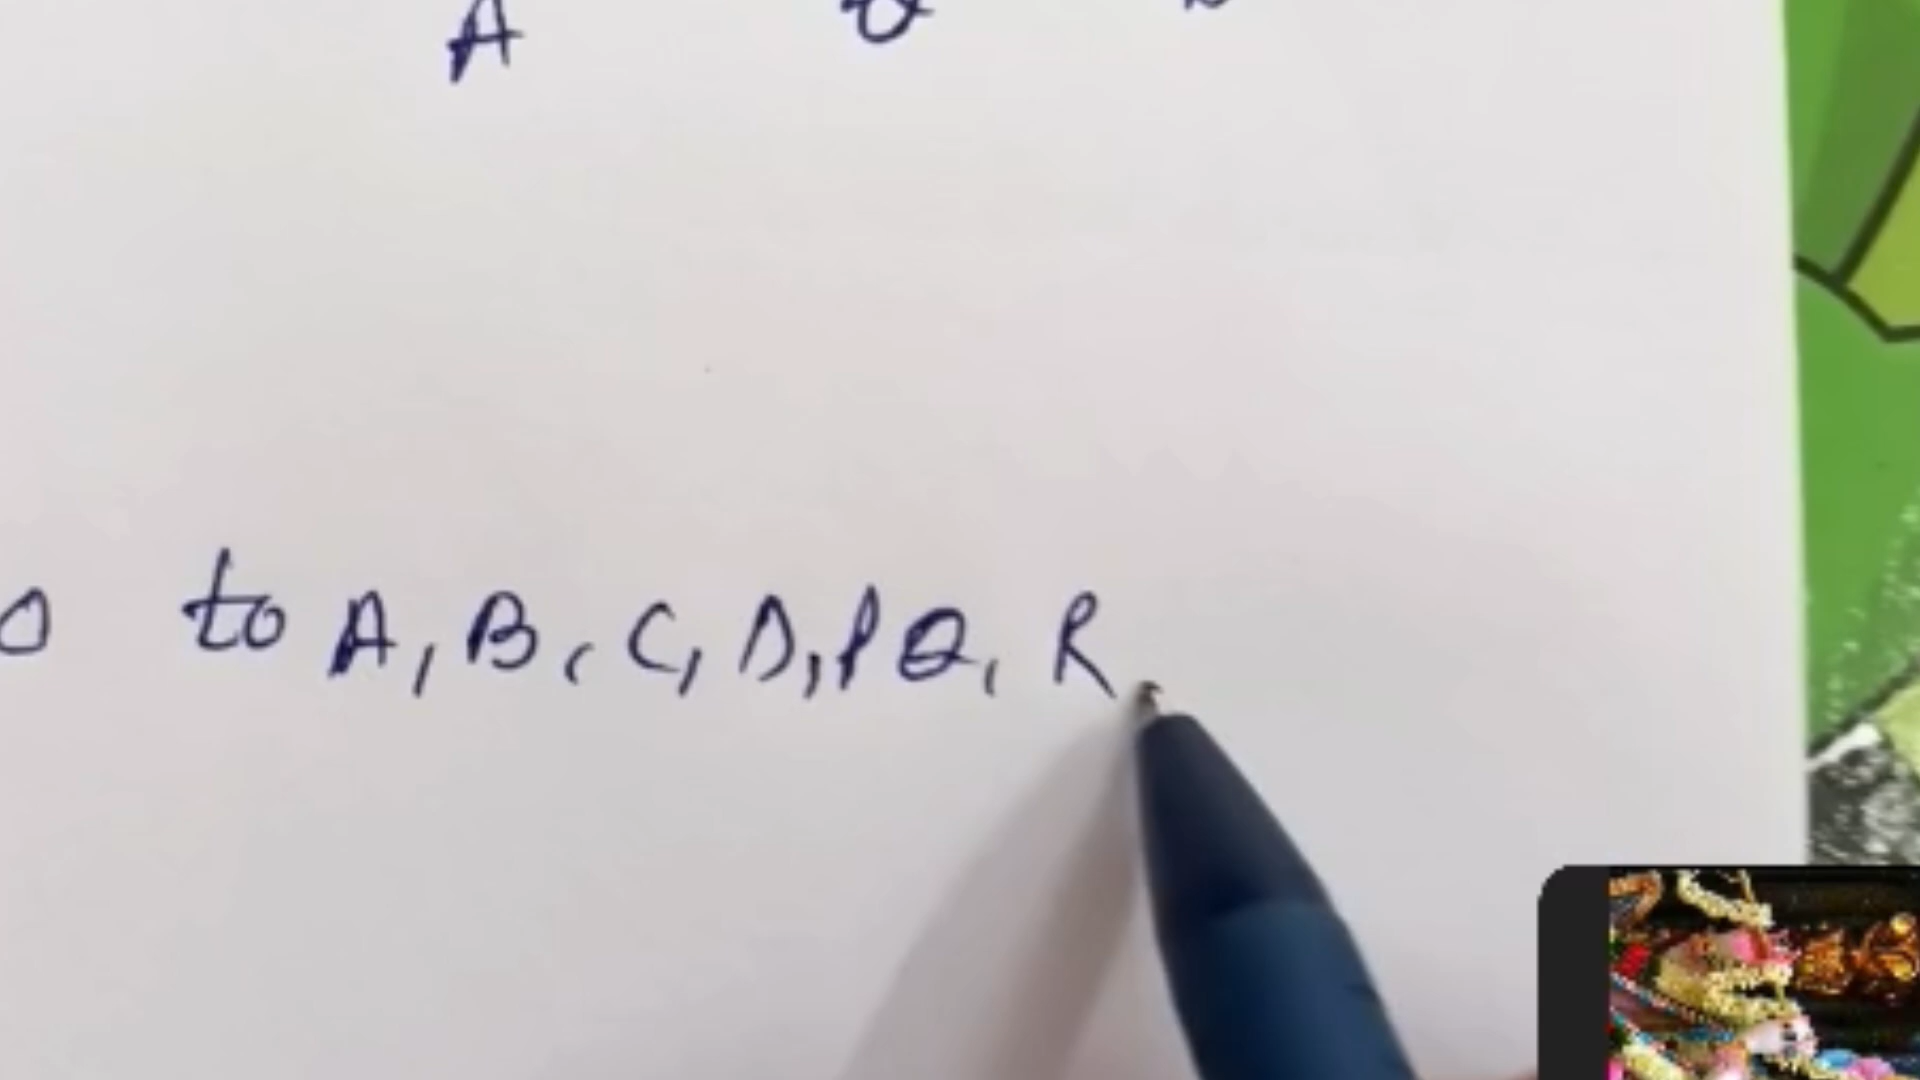 A
to A, B, C, D, P Q, R